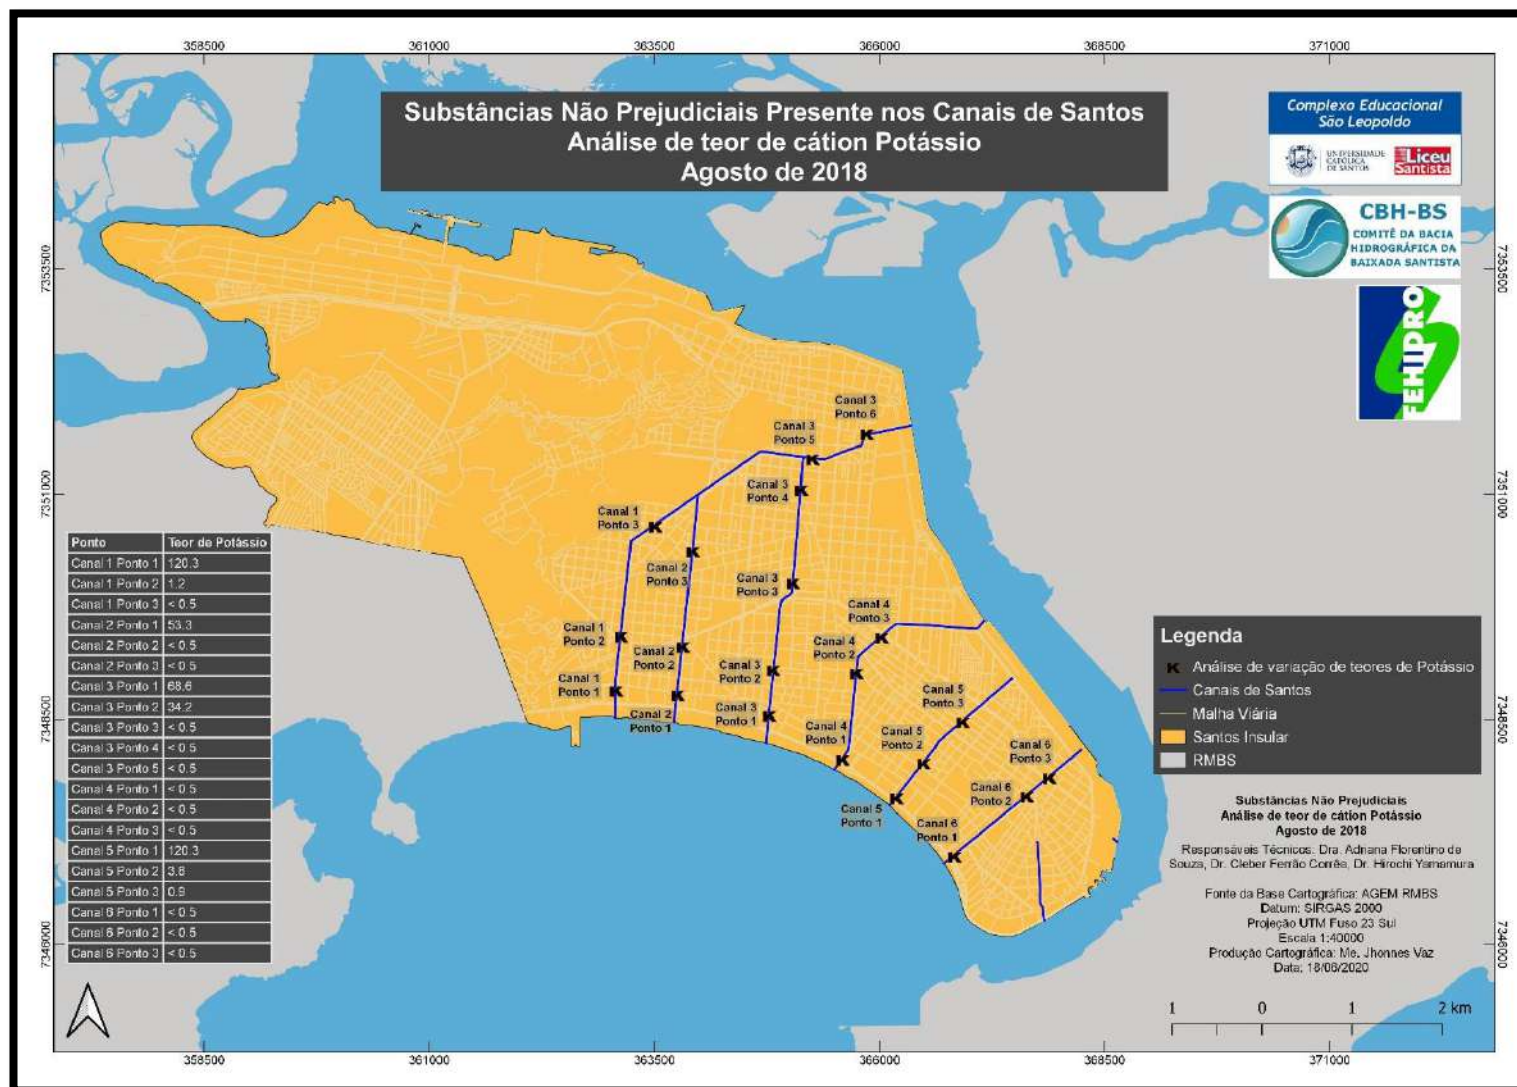 358500 361000 363500 366000 368500 371000
Substâncias Não Prejudiciais Presente nos Canais de Santos
Análise de teor de cátion Potássio
Agosto de 2018
Complexo Educacional
São Leopoldo
UNIVERSIDADE
CATÓLICA
DE SANTOS
Liceu
Santista
CBH-BS
COMITÊ DA BACIA
HIDROGRÁFICA DA
BAIXADA SANTISTA
FEHIPRO
7353500
7353500
7351000
7351000
7348500
7348500
7346000
7346000
Canal 3
Ponto 6
Canal 3
Ponto 5
Canal 3
Ponto 4
Canal 1
Ponto 3
Canal 2
Ponto 3
Canal 3
Ponto 3
Canal 4
Ponto 3
Canal 1
Ponto 2
Canal 2
Ponto 2
Canal 4
Ponto 2
Canal 3
Ponto 2
Canal 1
Ponto 1
Canal 5
Ponto 3
Canal 2
Ponto 1
Canal 3
Ponto 1
Canal 4
Ponto 1
Canal 5
Ponto 2
Canal 6
Ponto 3
Canal 6
Ponto 2
Canal 5
Ponto 1
Canal 6
Ponto 1
Ponto Teor de Potássio
Canal 1 Ponto 1 120.3
Canal 1 Ponto 2 1.2
Canal 1 Ponto 3 < 0.5
Canal 2 Ponto 1 53.3
Canal 2 Ponto 2 < 0.5
Canal 2 Ponto 3 < 0.5
Canal 3 Ponto 1 68.6
Canal 3 Ponto 2 34.2
Canal 3 Ponto 3 < 0.5
Canal 3 Ponto 4 < 0.5
Canal 3 Ponto 5 < 0.5
Canal 4 Ponto 1 < 0.5
Canal 4 Ponto 2 < 0.5
Canal 4 Ponto 3 < 0.5
Canal 5 Ponto 1 120.3
Canal 5 Ponto 2 3.8
Canal 5 Ponto 3 0.9
Canal 6 Ponto 1 < 0.5
Canal 6 Ponto 2 < 0.5
Canal 6 Ponto 3 < 0.5
Legenda
K Análise de variação de teores de Potássio
Canais de Santos
Malha Viária
Santos Insular
RMBS
Substâncias Não Prejudiciais
Análise de teor de cátion Potássio
Agosto de 2018
Responsáveis Técnicos: Dra. Adriana Florentino de
Souza, Dr. Cleber Ferrão Corrêa, Dr. Hirochi Yamamura
Fonte da Base Cartográfica: AGEM RMBS
Datum: SIRGAS 2000
Projeção UTM Fuso 23 Sul
Escala 1:40000
Produção Cartográfica: Me. Jhonnes Vaz
Data: 18/06/2020
1 0 1 2 km
358500 361000 363500 366000 368500 371000